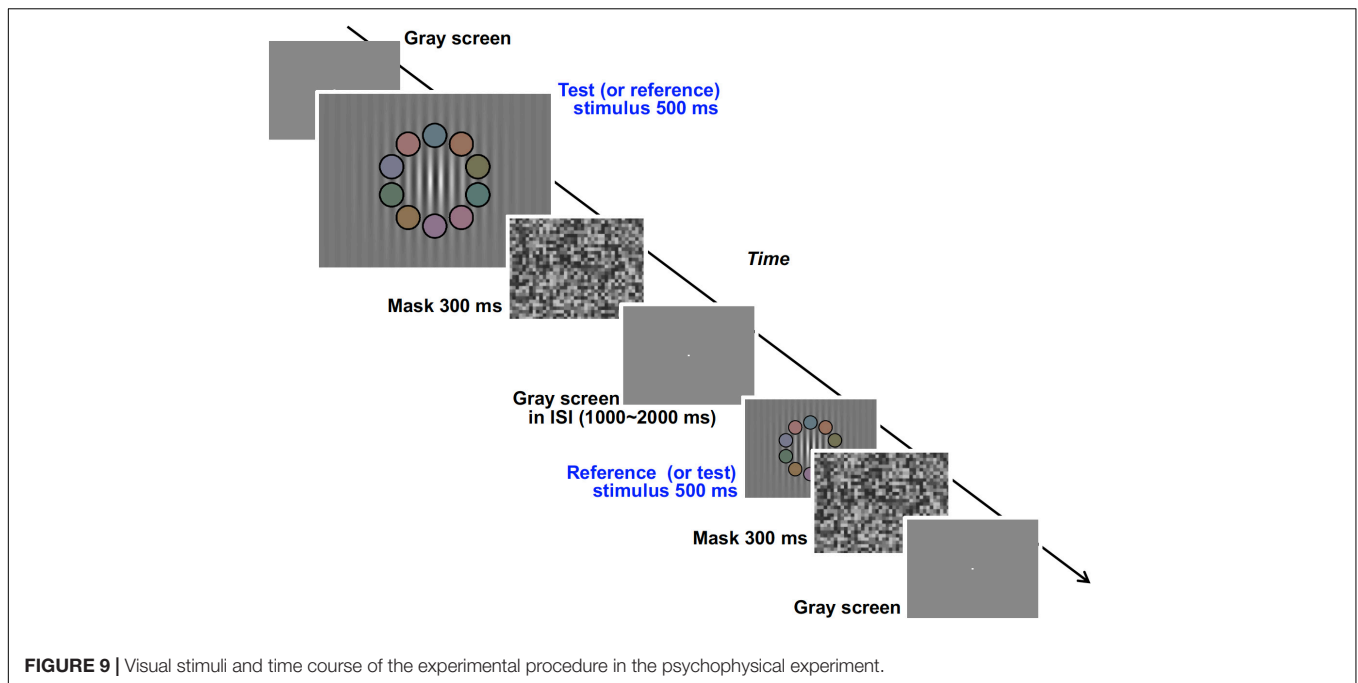 Gray screen
Test (or reference)
stimulus 500 ms
Time
Mask 300 ms
Gray screen
in ISI (1000~2000 ms)
Reference (or test)
stimulus 500 ms
Mask 300 ms
Gray screen
FIGURE 9 | Visual stimuli and time course of the experimental procedure in the psychophysical experiment.